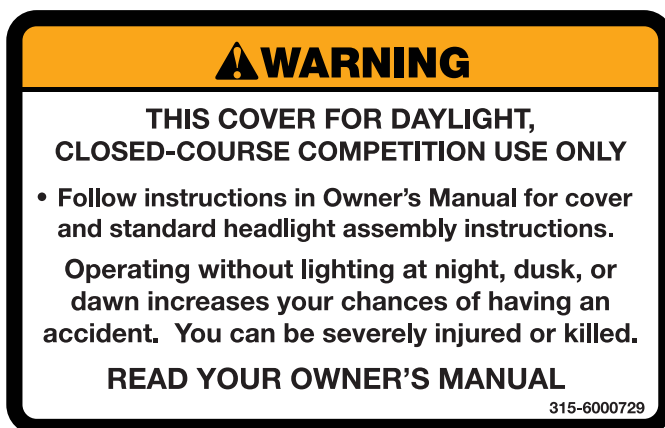 WARNING
THIS COVER FOR DAYLIGHT,
CLOSED-COURSE COMPETITION USE ONLY
• Follow instructions in Owner's Manual for cover
and standard headlight assembly instructions.
Operating without lighting at night, dusk, or
dawn increases your chances of having an
accident.  You can be severely injured or killed.
READ YOUR OWNER'S MANUAL
315-6000729